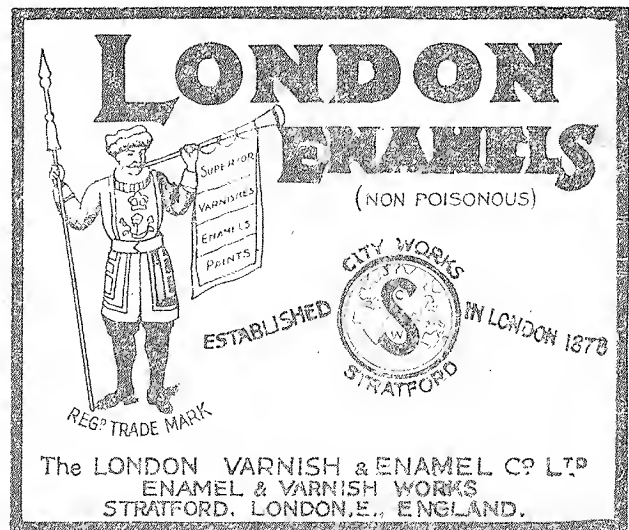 LONDON
ENAMELS
(NON POISONOUS)
SUPERIOR
VARNISHES
ENAMELS
PAINTS
CITY WORKS
ESTABLISHED
S
C
S
W
IN LONDON 1878
STRATFORD
REGD TRADE MARK
The LONDON VARNISH & ENAMEL CO LTD
ENAMEL & VARNISH WORKS
STRATFORD. LONDON.E., ENGLAND.